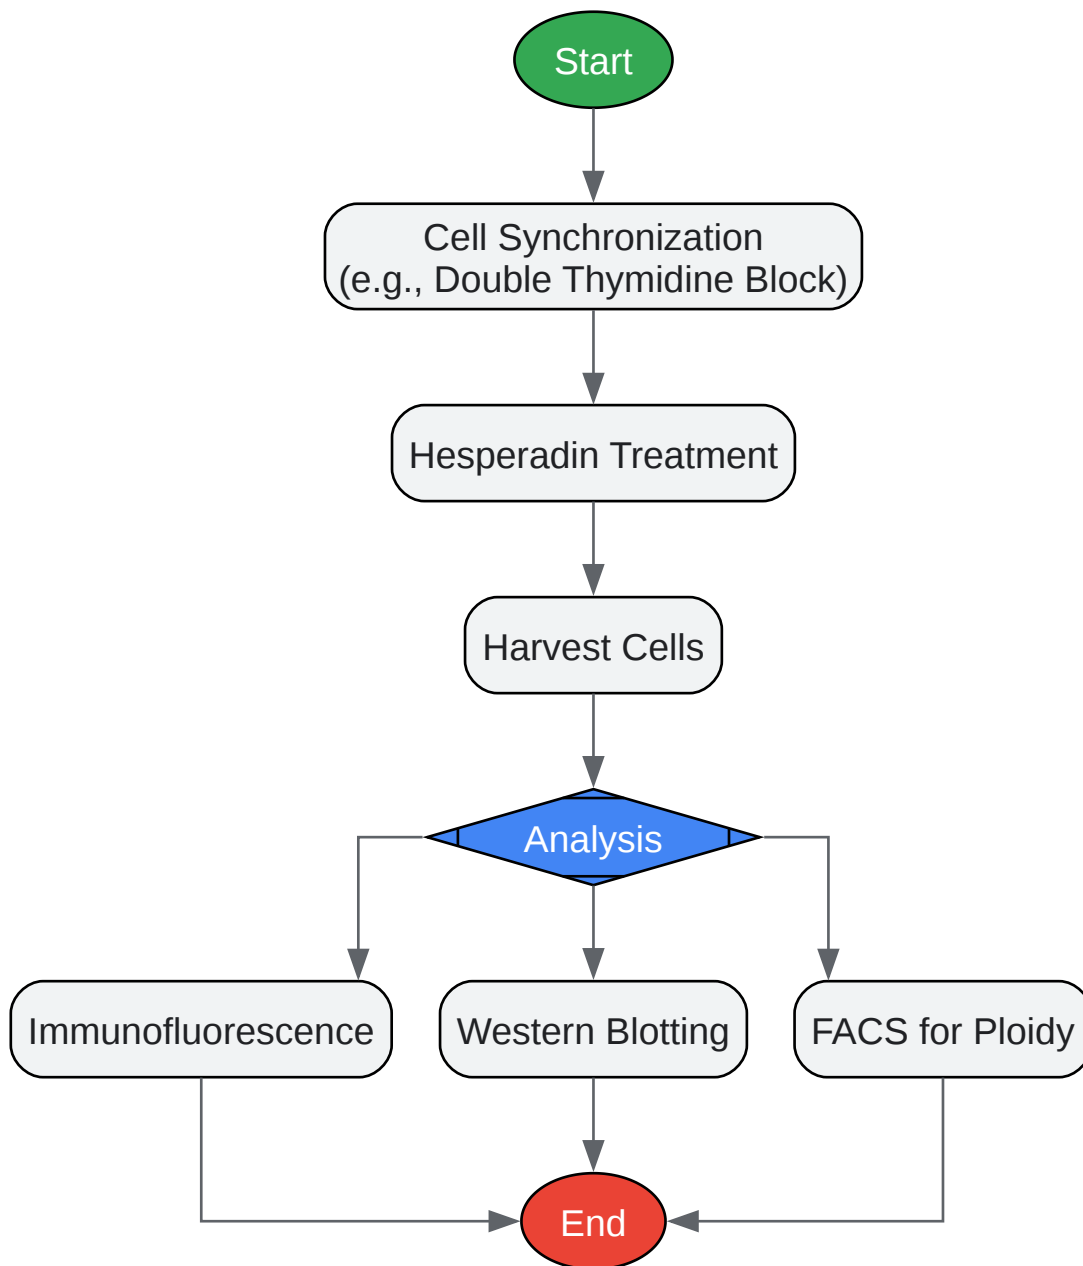 Start
Cell Synchronization
(e.g., Double Thymidine Block)
Hesperadin Treatment
Harvest Cells
Analysis
Immunofluorescence
Western Blotting
FACS for Ploidy
End